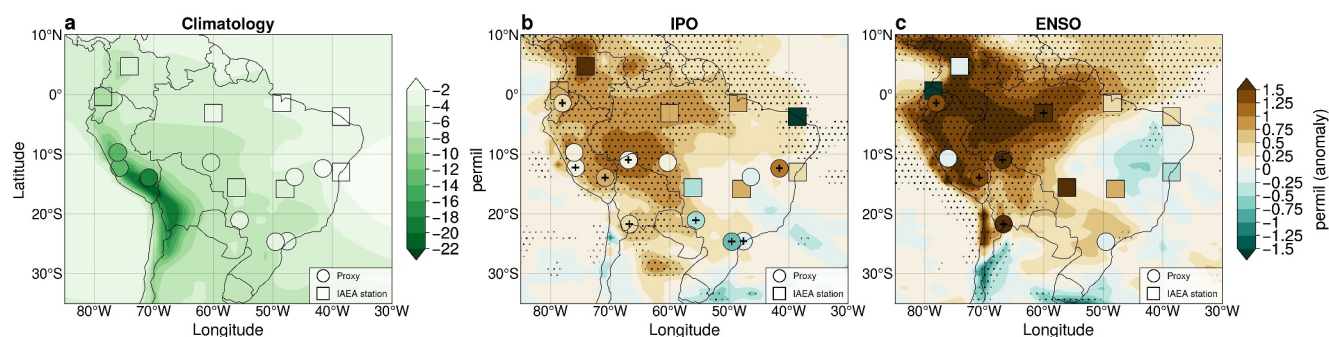 a Climatology
10°N
0°
10°S
20°S
30°S
Latitude
80°W 70°W 60°W 50°W 40°W 30°W
Longitude
Proxy
IAEA station
−2
−4
−6
−8
−10
−12
−14
−16
−18
−20
−22
permil
b IPO
10°N
0°
10°S
20°S
30°S
80°W 70°W 60°W 50°W 40°W 30°W
Longitude
Proxy
IAEA station
c ENSO
10°N
0°
10°S
20°S
30°S
80°W 70°W 60°W 50°W 40°W 30°W
Longitude
Proxy
IAEA station
1.5
1.25
1
0.75
0.5
0.25
0
−0.25
−0.5
−0.75
−1
−1.25
−1.5
permil (anomaly)